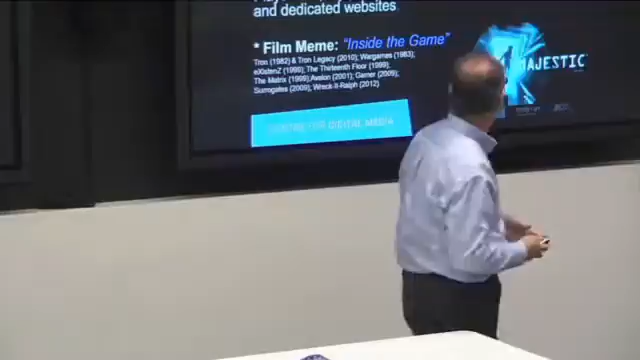 and dedicated websites.
* Film Meme: "Inside the Game"
Tron (1982) & Tron Legacy (2010); Wargames (1983);
eXistenZ (1999); The Thirteenth Floor (1999);
The Matrix (1999) Avalon (2001); Gamer (2009);
Surrogates (2009); Wreck-It-Ralph (2012)
MAJESTIC
CENTER FOR DIGITAL MEDIA